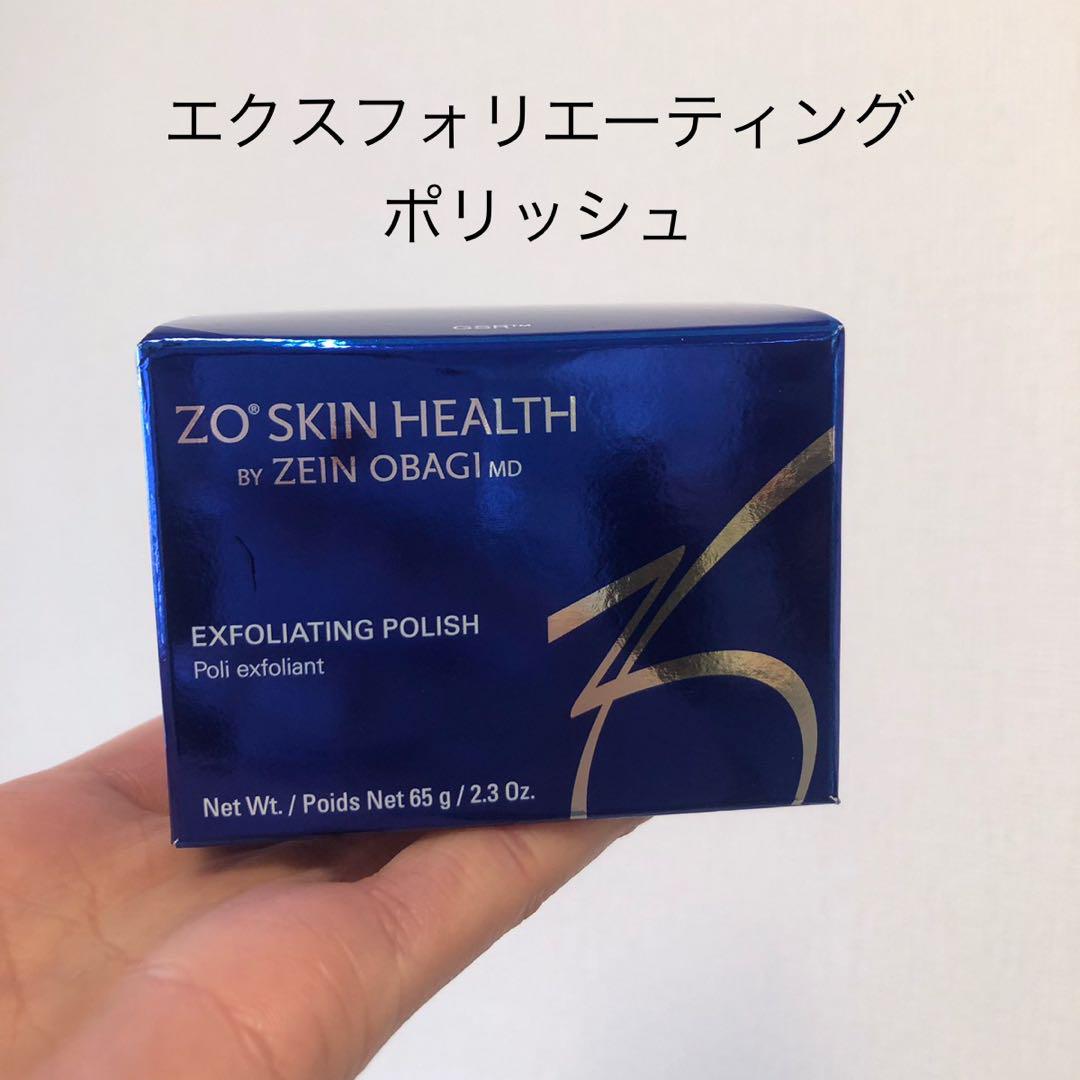 エクスフォリエーティング
ポリッシュ
GSR™
ZO® SKIN HEALTH
BY ZEIN OBAGI MD
EXFOLIATING POLISH
Poli exfoliant
Net Wt. / Poids Net 65 g / 2.3 Oz.